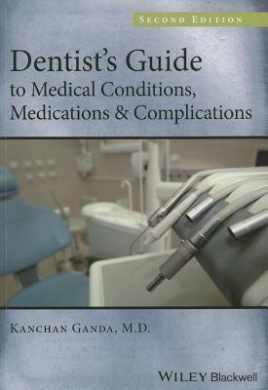 SECOND EDITION
Dentist's Guide
to Medical Conditions,
Medications & Complications
KANCHAN GANDA, M.D.
WILEY Blackwell